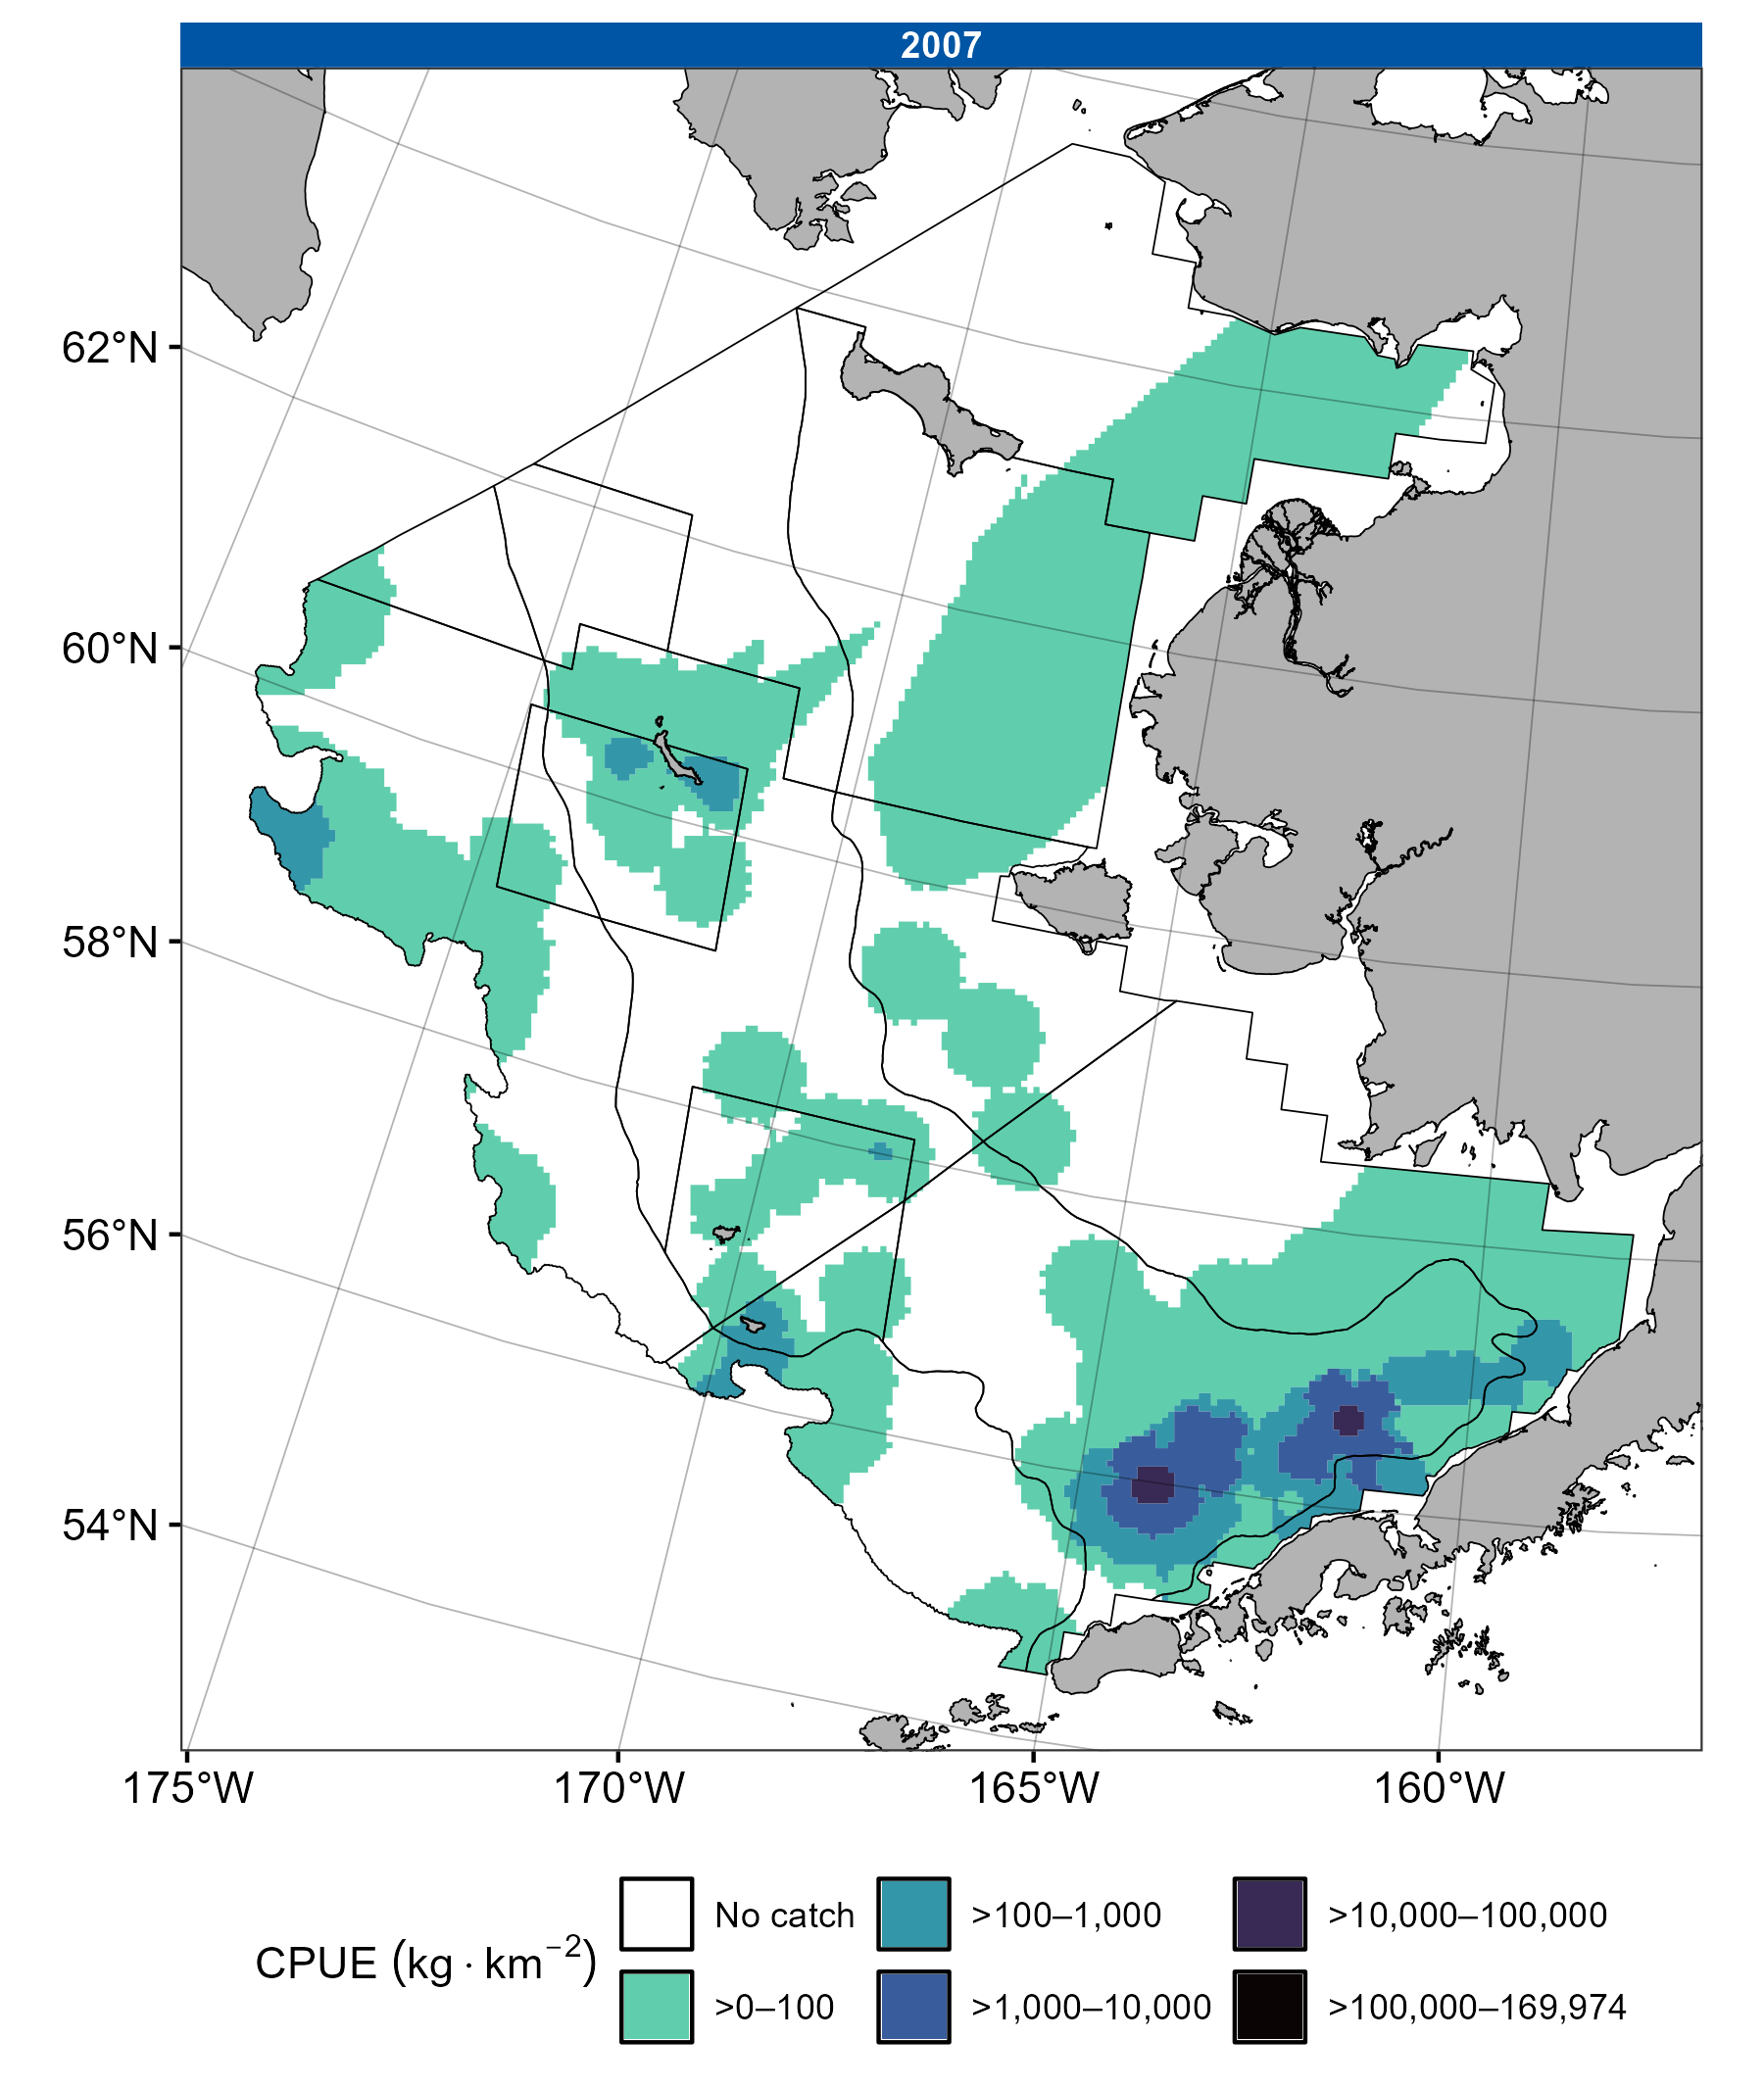 2007
62°N
60°N
58°N
56°N
54°N
175°W 170°W 165°W 160°W
CPUE (kg · km−2)
No catch
>0–100
>100–1,000
>1,000–10,000
>10,000–100,000
>100,000–169,974